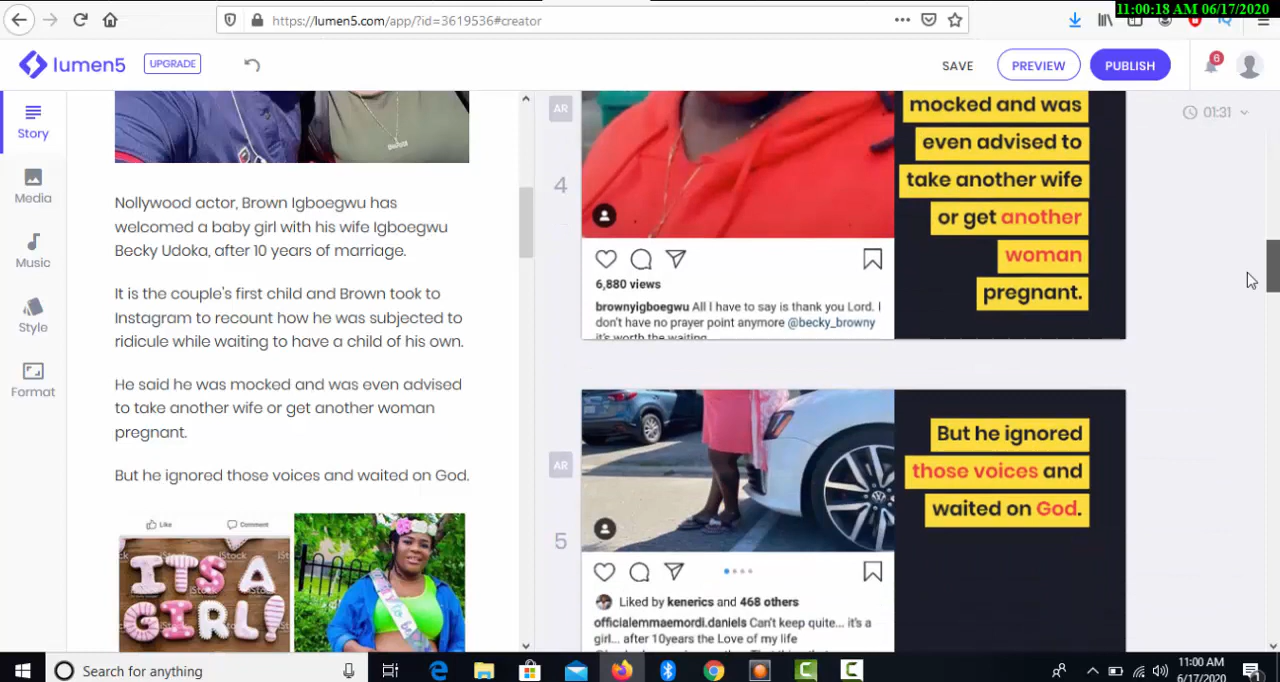 https://lumen5.com/app/?id=3619536#creator
11:00:18 AM 06/17/2020
lumen5
UPGRADE
SAVE
PREVIEW
PUBLISH
6
Story
Media
Music
Style
Format
Nollywood actor, Brown Igboegwu has
welcomed a baby girl with his wife Igboegwu
Becky Udoka, after 10 years of marriage.
It is the couple's first child and Brown took to
Instagram to recount how he was subjected to
ridicule while waiting to have a child of his own.
He said he was mocked and was even advised
to take another wife or get another woman
pregnant.
But he ignored those voices and waited on God.
Like
Comment
iStock
IT'S A
GIRL!
AR
4
mocked and was
even advised to
take another wife
or get another
woman
pregnant.
01:31
6,880 views
brownyigboegwu All I have to say is thank you Lord. I
don't have no prayer point anymore @becky_browny
it's worth the waiting
AR
5
But he ignored
those voices and
waited on God.
Liked by kenerics and 468 others
officialemmaemordi.daniels Can't keep quite... it's a
girl... after 10years the Love of my life
Search for anything
11:00 AM
6/17/2020